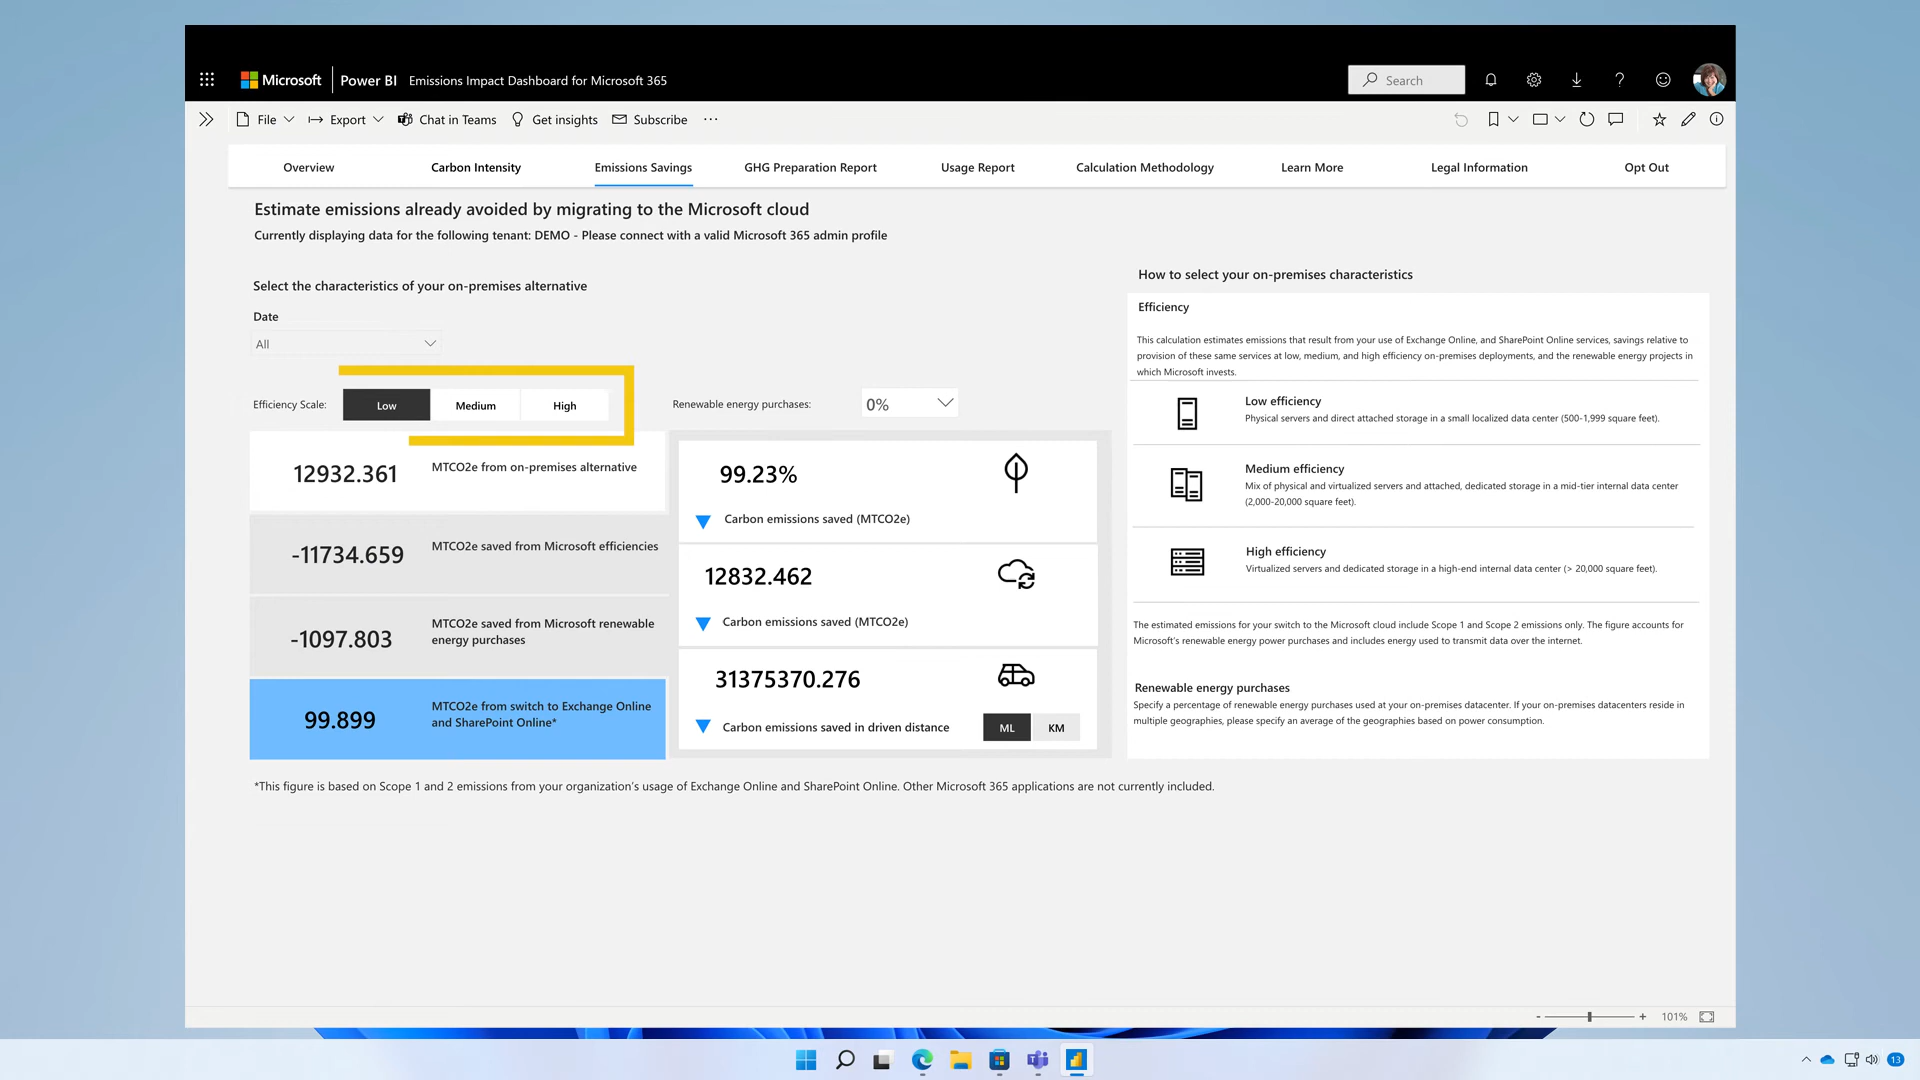 Microsoft Power BI Emissions Impact Dashboard for Microsoft 365 Search
File Export Chat in Teams Get insights Subscribe ···
Overview Carbon Intensity Emissions Savings GHG Preparation Report Usage Report Calculation Methodology Learn More Legal Information Opt Out
Estimate emissions already avoided by migrating to the Microsoft cloud
Currently displaying data for the following tenant: DEMO - Please connect with a valid Microsoft 365 admin profile
Select the characteristics of your on-premises alternative
Date
All
Efficiency Scale: Low Medium High
Renewable energy purchases: 0%
12932.361 MTCO2e from on-premises alternative
-11734.659 MTCO2e saved from Microsoft efficiencies
-1097.803 MTCO2e saved from Microsoft renewable
energy purchases
99.899 MTCO2e from switch to Exchange Online
and SharePoint Online*
99.23%
Carbon emissions saved (MTCO2e)
12832.462
Carbon emissions saved (MTCO2e)
31375370.276
Carbon emissions saved in driven distance ML KM
How to select your on-premises characteristics
Efficiency
This calculation estimates emissions that result from your use of Exchange Online, and SharePoint Online services, savings relative to
provision of these same services at low, medium, and high efficiency on-premises deployments, and the renewable energy projects in
which Microsoft invests.
Low efficiency
Physical servers and direct attached storage in a small localized data center (500-1,999 square feet).
Medium efficiency
Mix of physical and virtualized servers and attached, dedicated storage in a mid-tier internal data center
(2,000-20,000 square feet).
High efficiency
Virtualized servers and dedicated storage in a high-end internal data center (> 20,000 square feet).
The estimated emissions for your switch to the Microsoft cloud include Scope 1 and Scope 2 emissions only. The figure accounts for
Microsoft's renewable energy power purchases and includes energy used to transmit data over the internet.
Renewable energy purchases
Specify a percentage of renewable energy purchases used at your on-premises datacenter. If your on-premises datacenters reside in
multiple geographies, please specify an average of the geographies based on power consumption.
*This figure is based on Scope 1 and 2 emissions from your organization's usage of Exchange Online and SharePoint Online. Other Microsoft 365 applications are not currently included.
- + 101%
13